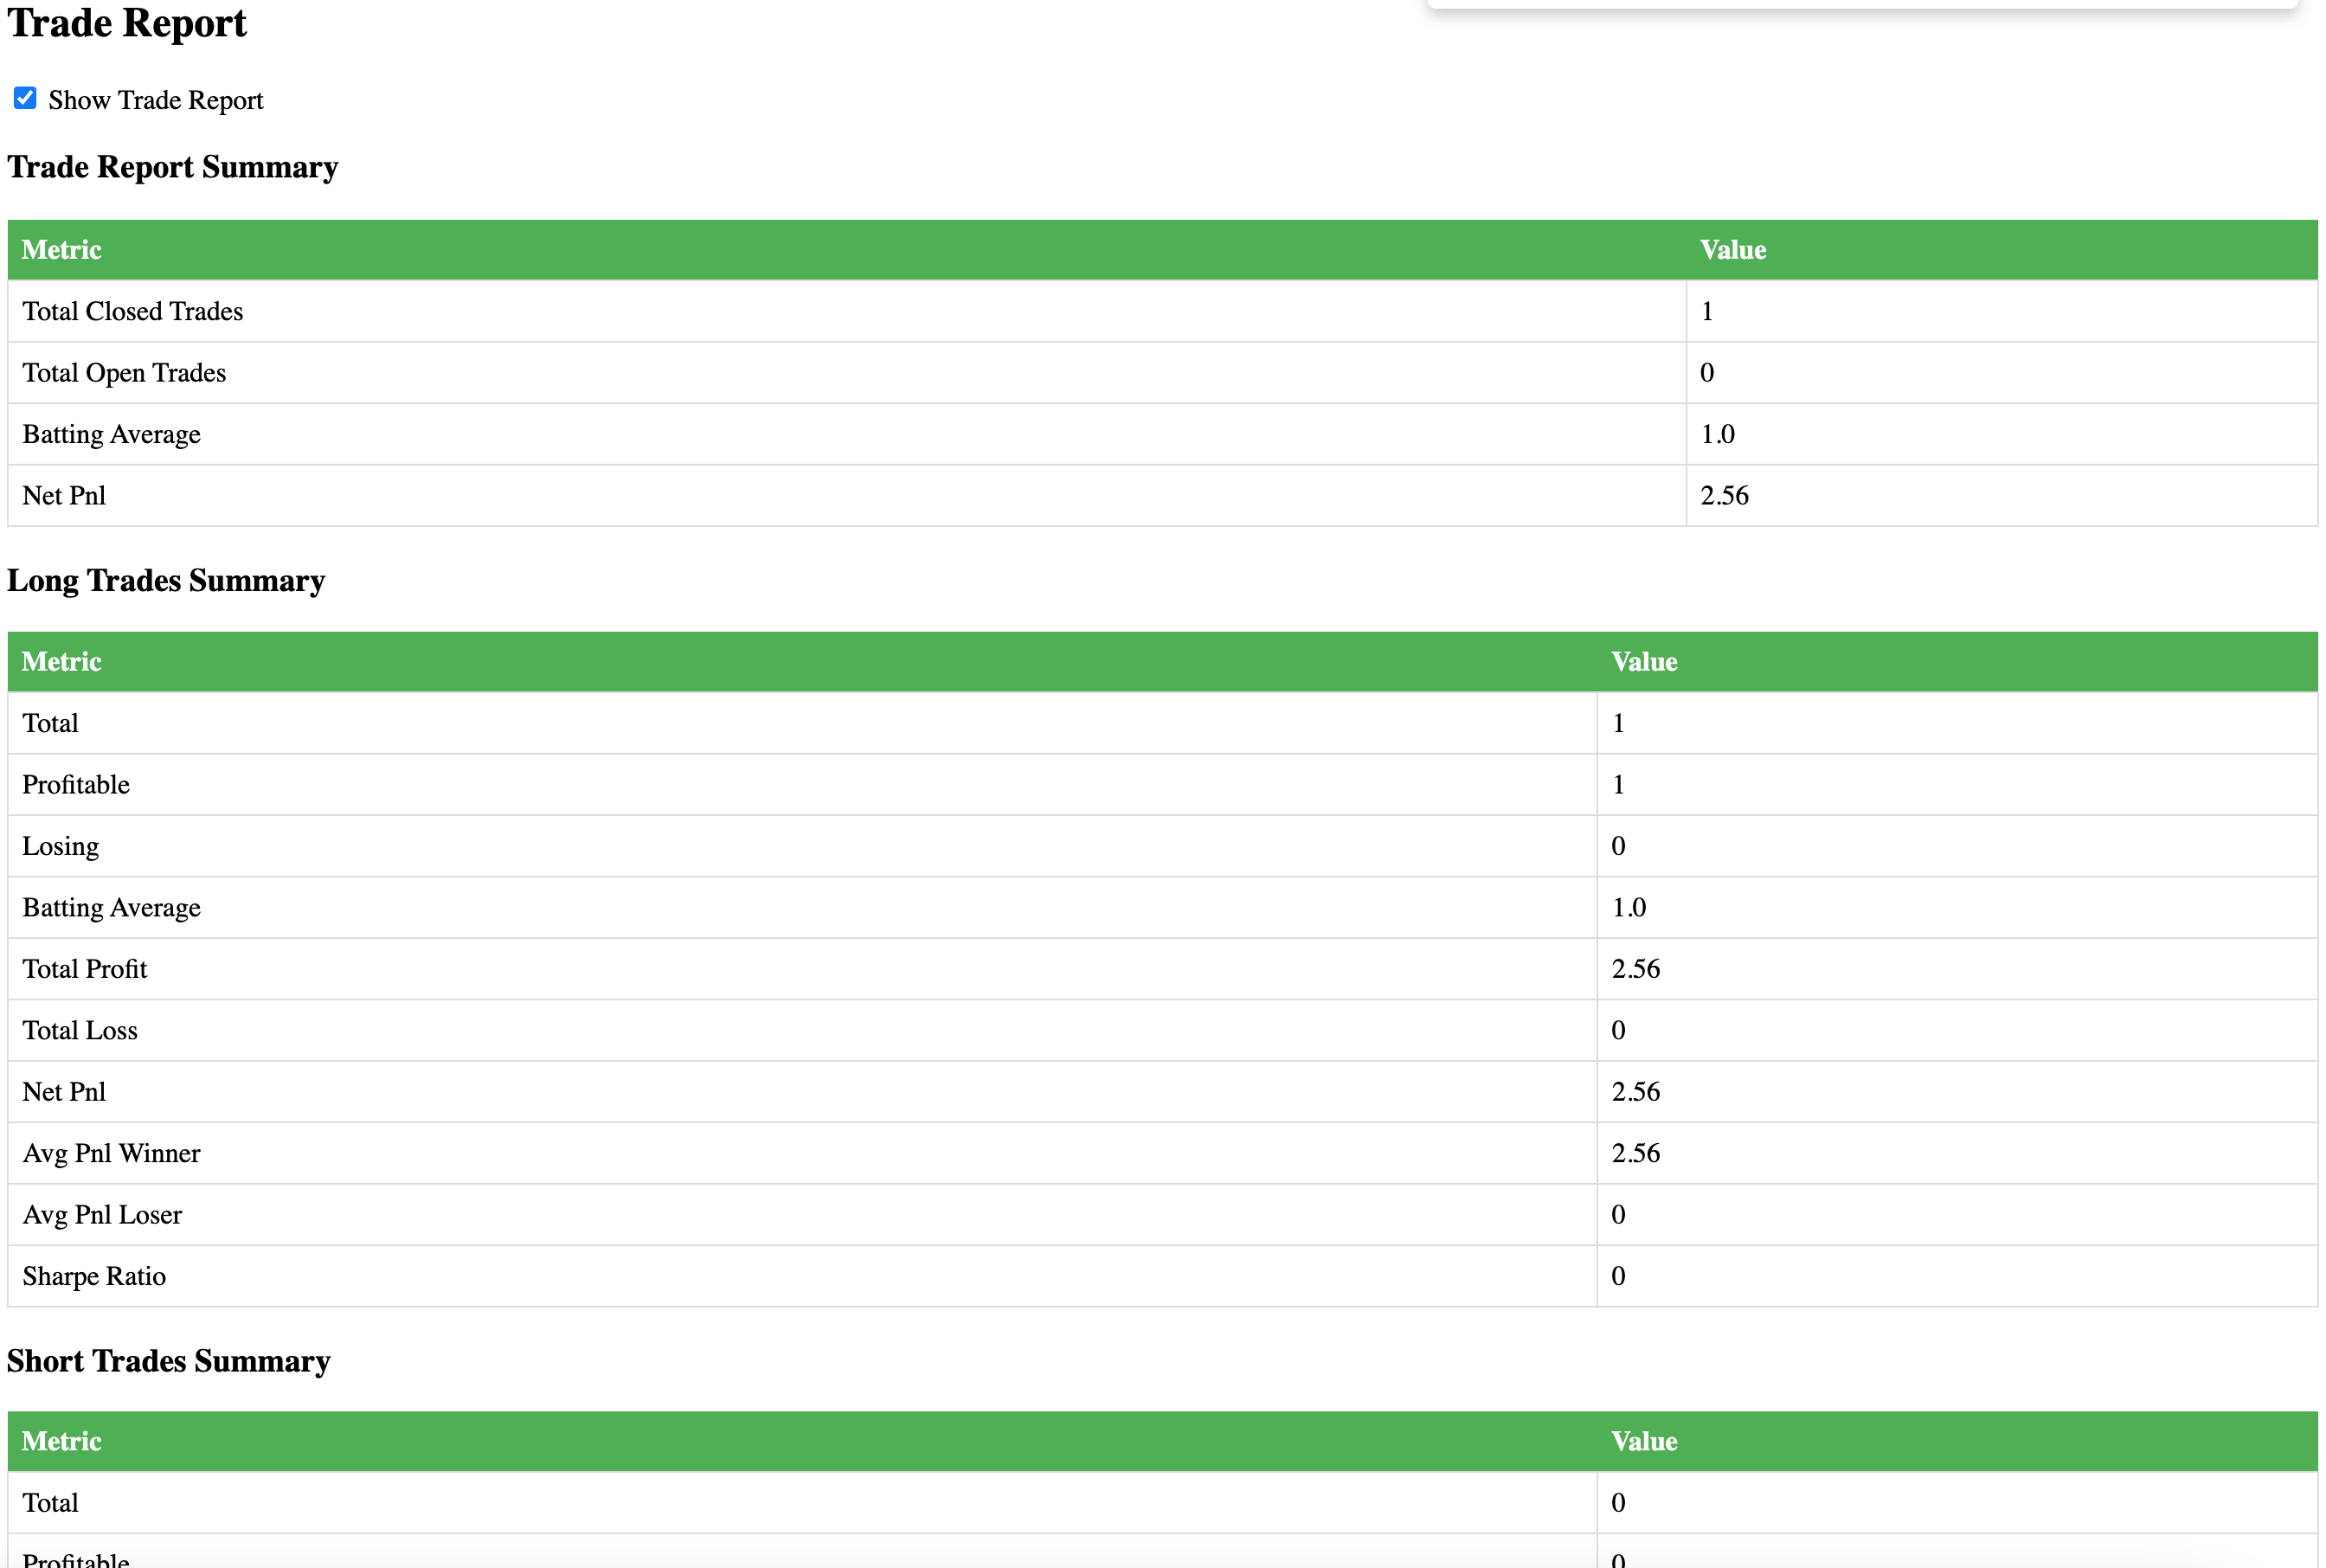 Trade Report
Show Trade Report
Trade Report Summary
Metric Value
Total Closed Trades 1
Total Open Trades 0
Batting Average 1.0
Net Pnl 2.56
Long Trades Summary
Metric Value
Total 1
Profitable 1
Losing 0
Batting Average 1.0
Total Profit 2.56
Total Loss 0
Net Pnl 2.56
Avg Pnl Winner 2.56
Avg Pnl Loser 0
Sharpe Ratio 0
Short Trades Summary
Metric Value
Total 0
Profitable 0